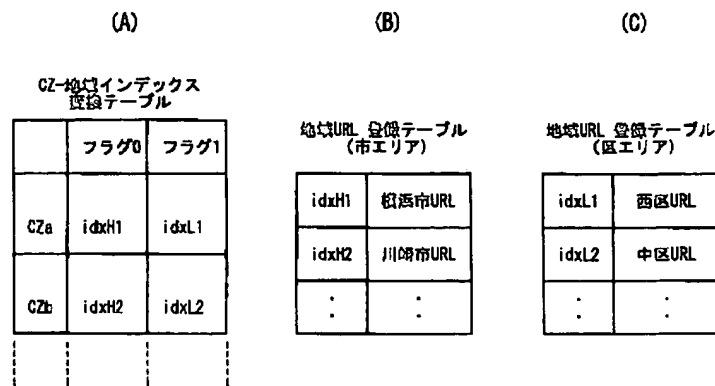 (A)
(B)
(C)
CZ-地域インデックス
変換テーブル
フラグ0 フラグ1
CZa idxH1 idxL1
CZb idxH2 idxL2
地域URL 登録テーブル
(市エリア)
idxH1 横浜市URL
idxH2 川崎市URL
: :
地域URL 登録テーブル
(区エリア)
idxL1 西区URL
idxL2 中区URL
: :